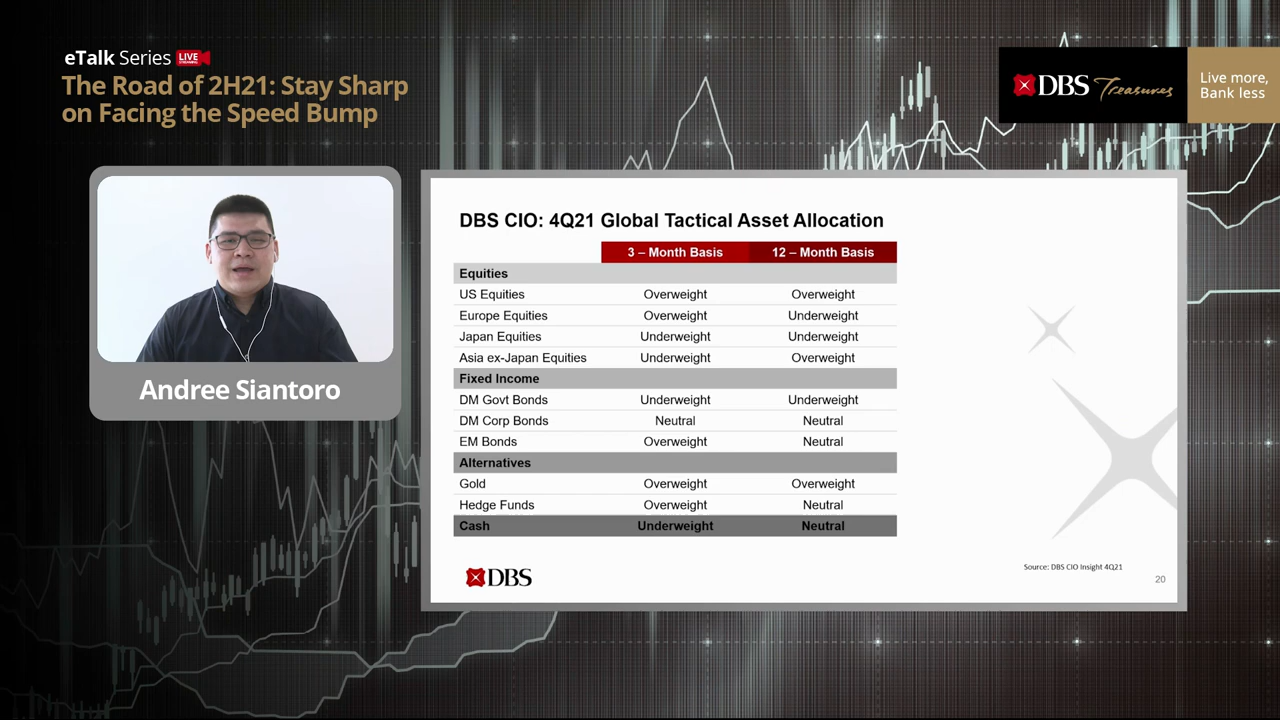 eTalk Series LIVE
The Road of 2H21: Stay Sharp
on Facing the Speed Bump
DBS Treasures
Live more,
Bank less
Andree Siantoro
DBS CIO: 4Q21 Global Tactical Asset Allocation
3 – Month Basis 12 – Month Basis
Equities
US Equities Overweight Overweight
Europe Equities Overweight Underweight
Japan Equities Underweight Underweight
Asia ex-Japan Equities Underweight Overweight
Fixed Income
DM Govt Bonds Underweight Underweight
DM Corp Bonds Neutral Neutral
EM Bonds Overweight Neutral
Alternatives
Gold Overweight Overweight
Hedge Funds Overweight Neutral
Cash Underweight Neutral
DBS
Source: DBS CIO Insight 4Q21
20